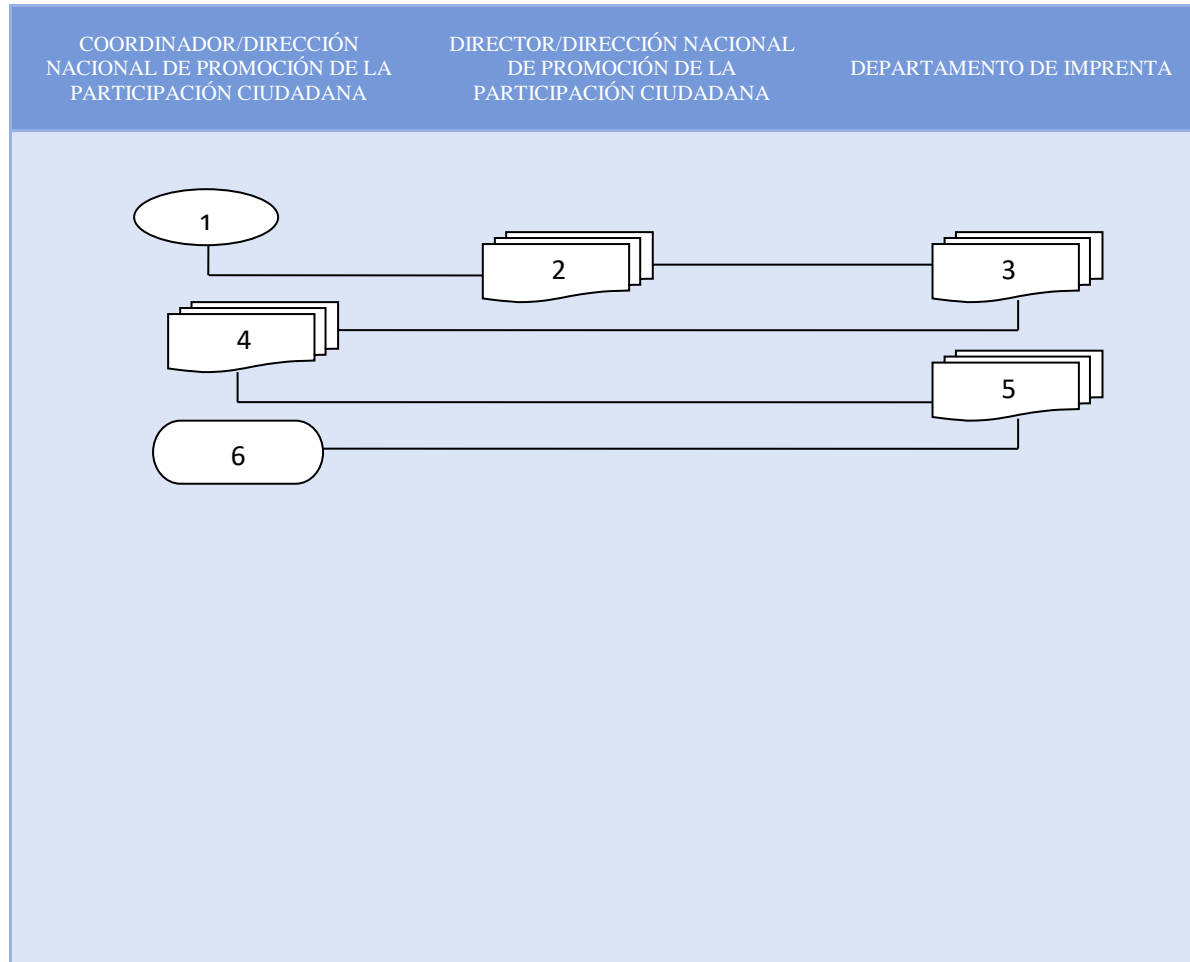 COORDINADOR/DIRECCIÓN
NACIONAL DE PROMOCIÓN DE LA
PARTICIPACIÓN CIUDADANA
DIRECTOR/DIRECCIÓN NACIONAL
DE PROMOCIÓN DE LA
PARTICIPACIÓN CIUDADANA
DEPARTAMENTO DE IMPRENTA
1
2
3
4
5
6